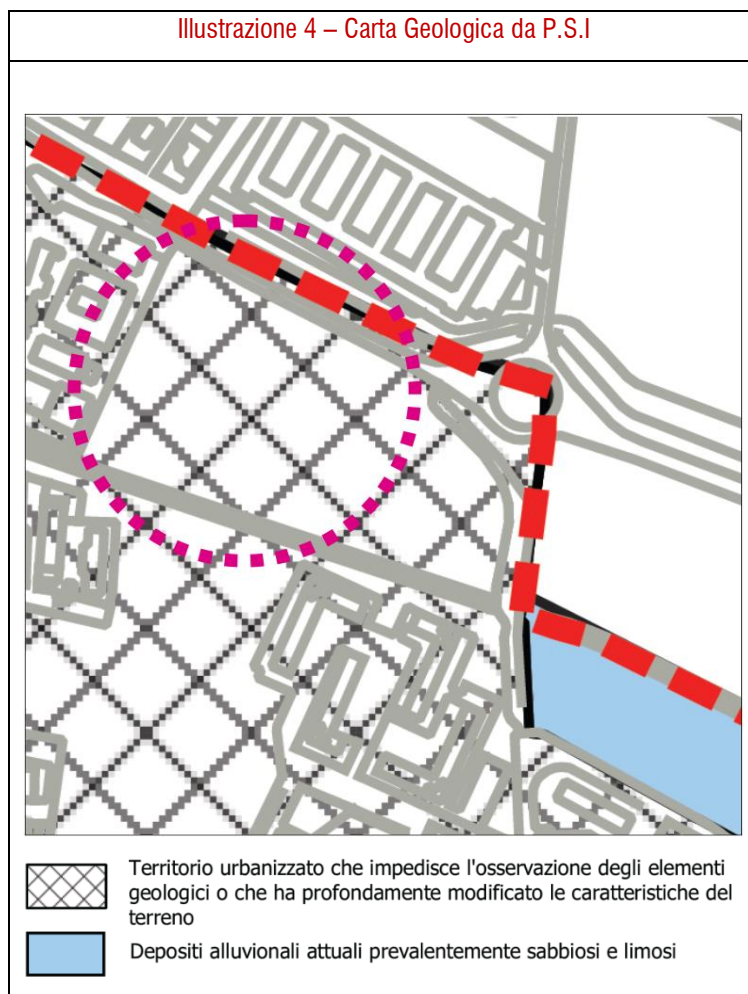 Illustrazione 4 – Carta Geologica da P.S.I
Territorio urbanizzato che impedisce l'osservazione degli elementi
geologici o che ha profondamente modificato le caratteristiche del
terreno
Depositi alluvionali attuali prevalentemente sabbiosi e limosi